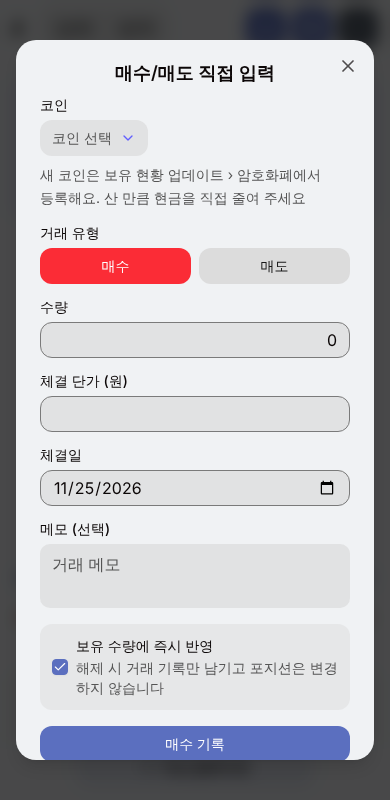 매수/매도 직접 입력
코인
코인 선택
새 코인은 보유 현황 업데이트 › 암호화폐에서
등록해요. 산 만큼 현금을 직접 줄여 주세요
거래 유형
매수
매도
수량
0
체결 단가 (원)
체결일
11/25/2026
메모 (선택)
거래 메모
보유 수량에 즉시 반영
해제 시 거래 기록만 남기고 포지션은 변경
하지 않습니다
매수 기록